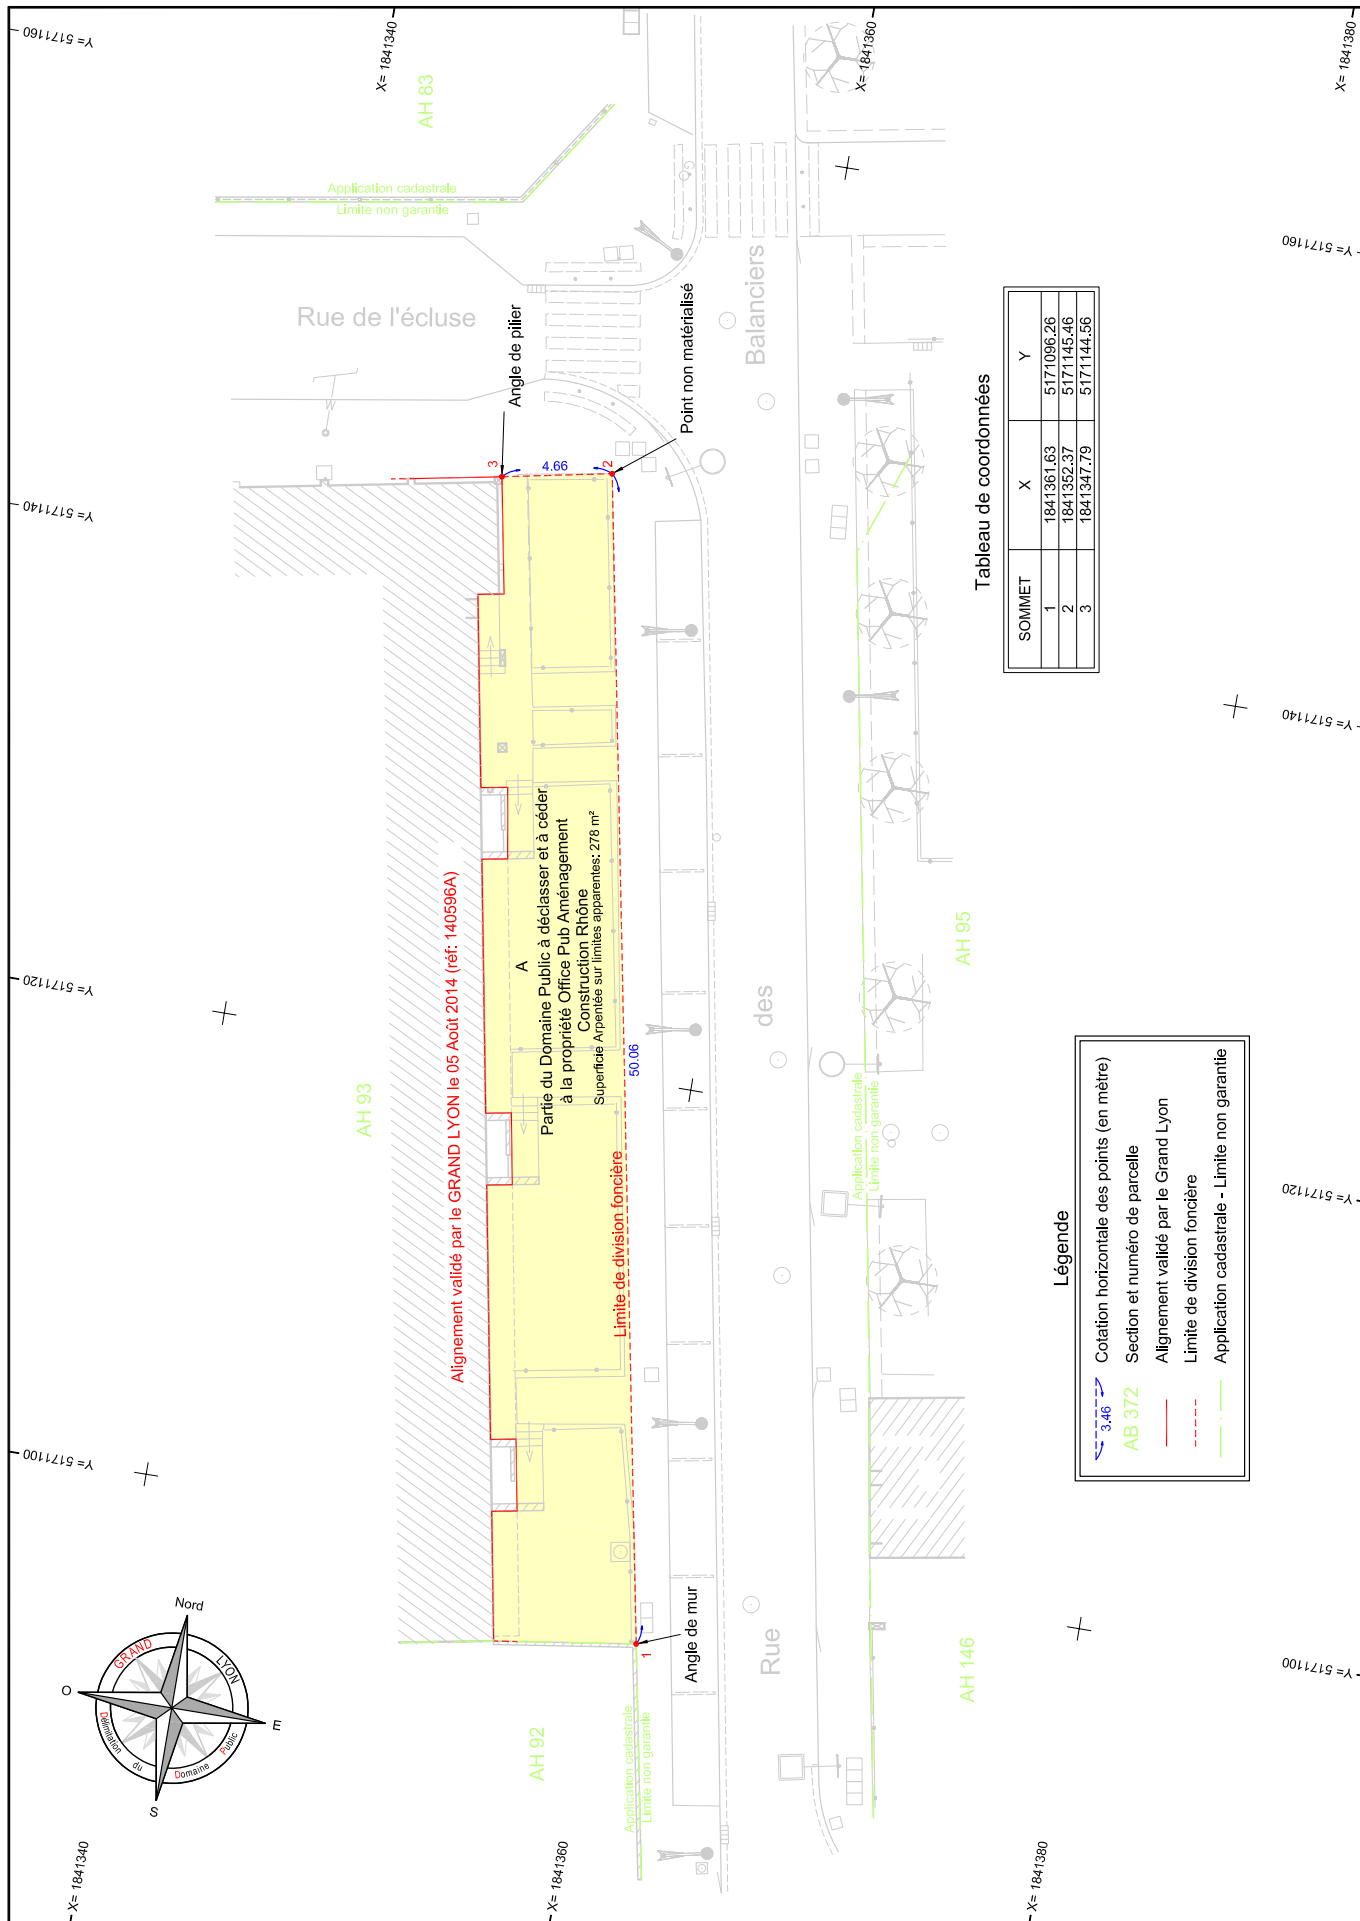 Y= 5171160
X= 1841340
X= 1841360
X= 1841380
AH 83
Application cadastrale
Limite non garantie
Rue de l'écluse
Angle de pilier
Point non matérialisé
Balanciers
Y= 5171160
3
4.66
2
Y= 5171140
Tableau de coordonnées
SOMMET X Y
1 1841361.63 5171096.26
2 1841352.37 5171145.46
3 1841347.79 5171144.56
Y= 5171140
Alignement validé par le GRAND LYON le 05 Août 2014 (réf: 140596A)
A
Partie du Domaine Public à déclasser et à céder
à la propriété Office Pub Aménagement
Construction Rhône
Superficie Arpentée sur limites apparentes: 278 m²
Y= 5171120
AH 93
50.06
des
AH 95
Limite de division foncière
Application cadastrale
Limite non garantie
Y= 5171120
Légende
3.46 Cotation horizontale des points (en mètre)
AB 372 Section et numéro de parcelle
Alignement validé par le Grand Lyon
Limite de division foncière
Application cadastrale - Limite non garantie
Y= 5171100
Nord
O
E
S
GRAND
LYON
Délimitation du Domaine Public
1
Angle de mur
Rue
AH 146
Y= 5171100
AH 92
Application cadastrale
Limite non garantie
X= 1841340
X= 1841360
X= 1841380